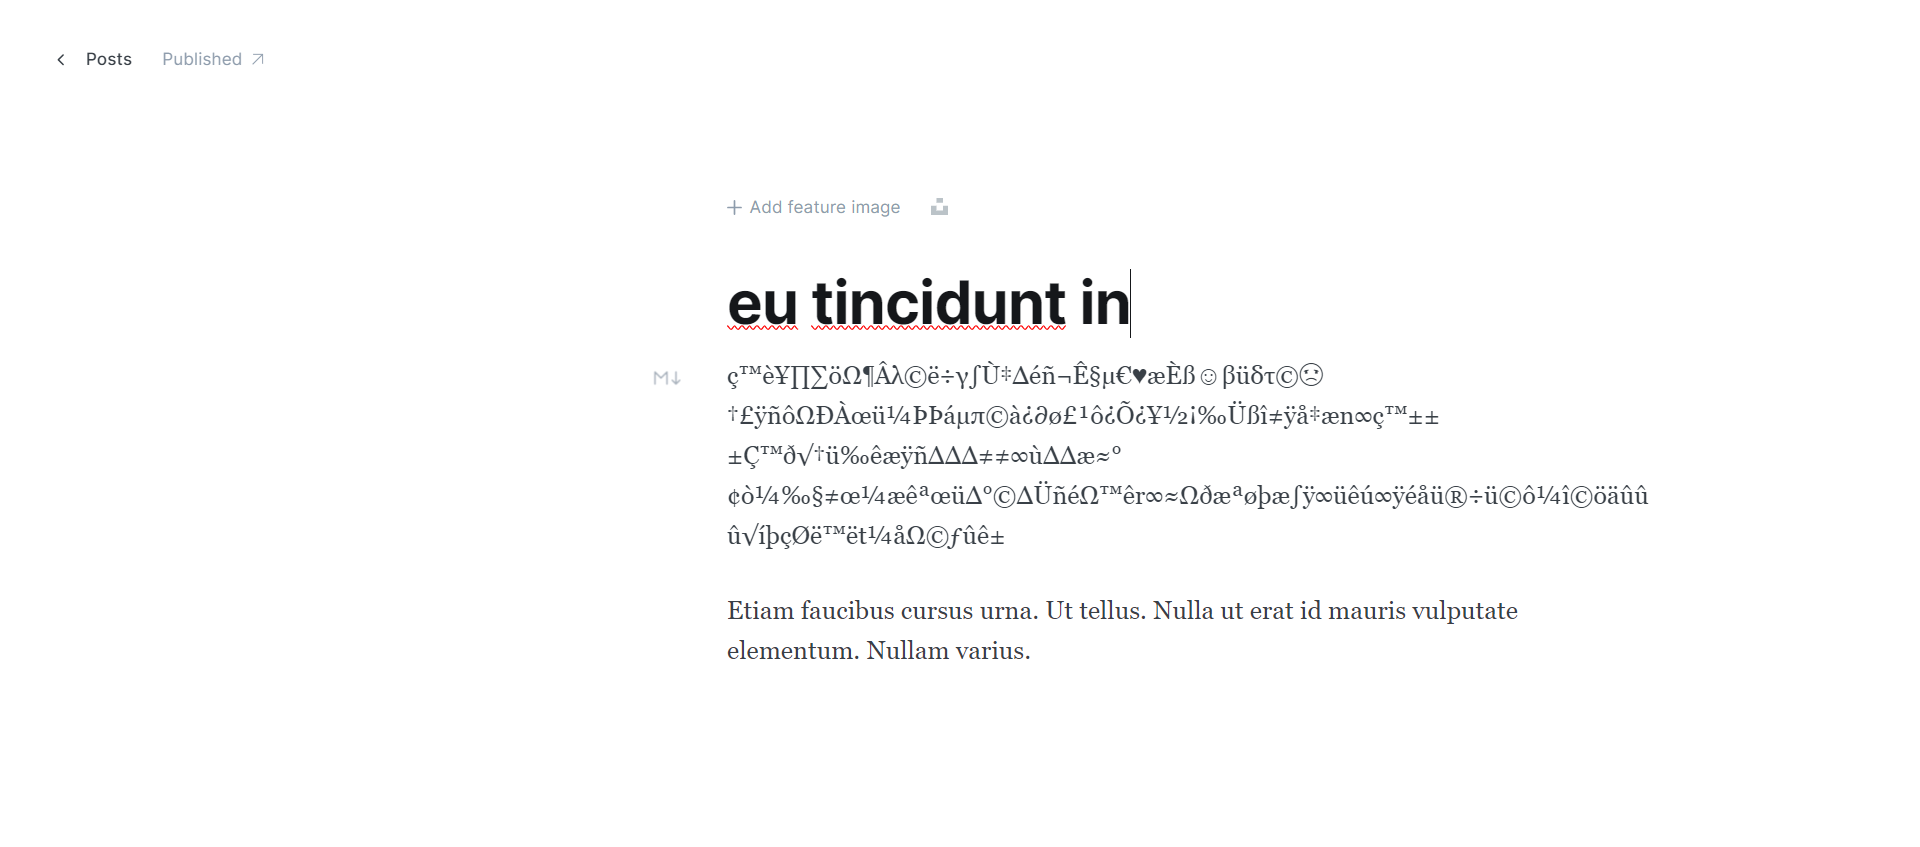 Posts Published
Add feature image
eu tincidunt in
ç™è¥∏∑öΩ¶Âλ©ë÷γ∫Ù‡Δéñ¬Ê§µ€♥æÈß☺βüδτ©☹
†£ÿñôΩÐÀœü¼ÞÞáµπ©à¿∂ø£¹ô¿Õ¿¥½¡‰Üßî≠ÿå‡æn∞ç™±±
±Ç™ð√†ü‰êæÿñΔΔΔ≠≠∞ùΔΔæ≈º
¢ò¼‰§≠œ¼æêªœüΔº©ΔÜñéΩ™êr∞≈Ωðæªøþæ∫ÿ∞üêú∞ÿéåü®÷ü©ô¼î©öäûû
û√íþçØë™ët¼åΩ©ƒûê±
Etiam faucibus cursus urna. Ut tellus. Nulla ut erat id mauris vulputate
elementum. Nullam varius.